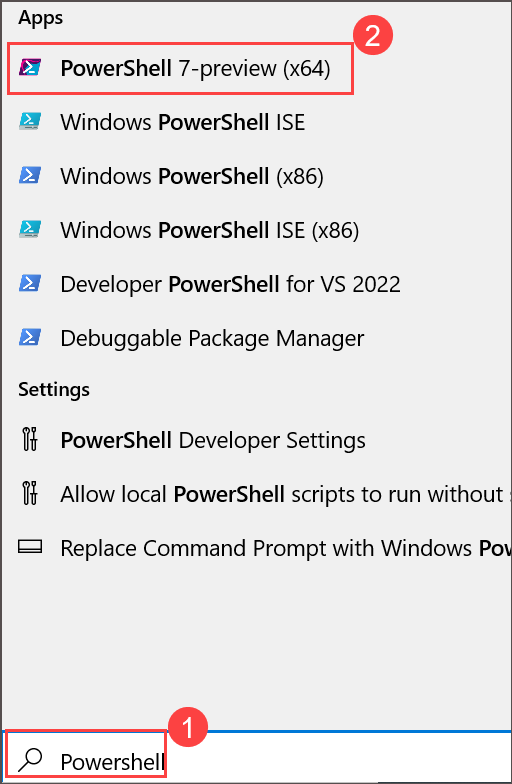 Apps
2
PowerShell 7-preview (x64)
Windows PowerShell ISE
Windows PowerShell (x86)
Windows PowerShell ISE (x86)
Developer PowerShell for VS 2022
Debuggable Package Manager
Settings
PowerShell Developer Settings
Allow local PowerShell scripts to run without
Replace Command Prompt with Windows
1
Powershell